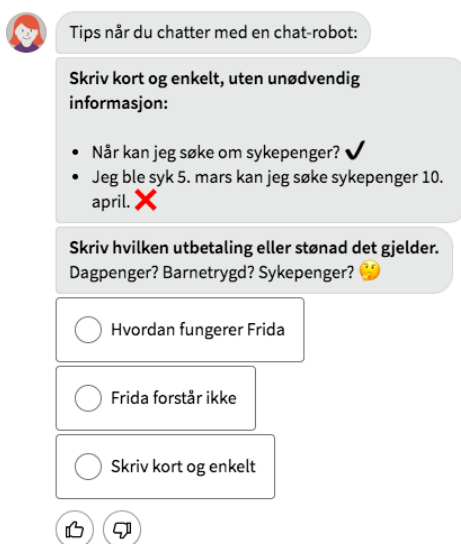 Tips når du chatter med en chat-robot:
Skriv kort og enkelt, uten unødvendig
informasjon:
• Når kan jeg søke om sykepenger? ✔
• Jeg ble syk 5. mars kan jeg søke sykepenger 10.
april. ❌
Skriv hvilken utbetaling eller stønad det gjelder.
Dagpenger? Barnetrygd? Sykepenger? 🤔
Hvordan fungerer Frida
Frida forstår ikke
Skriv kort og enkelt